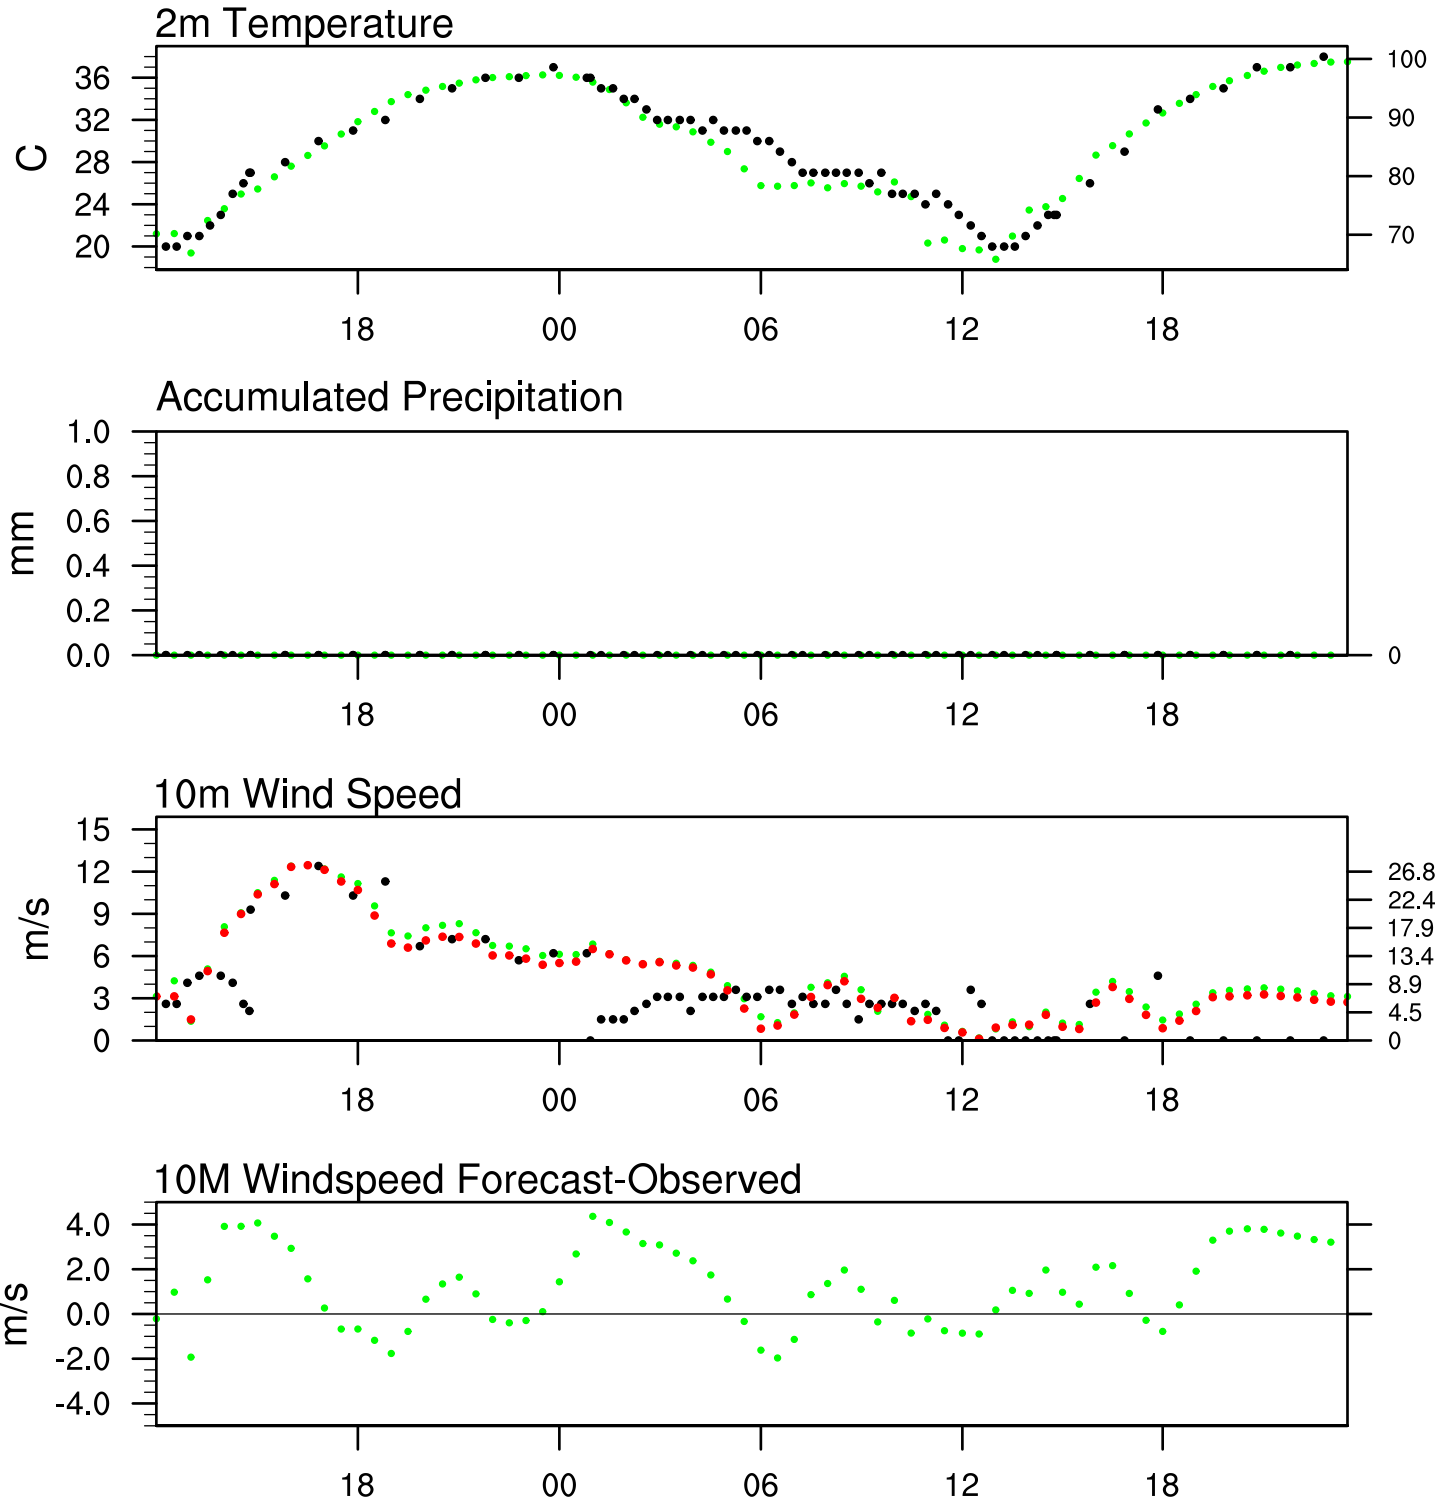 2m Temperature
36
32
28
24
20
C
100
90
80
70
18 00 06 12 18
Accumulated Precipitation
1.0
0.8
0.6
0.4
0.2
0.0
mm
0
18 00 06 12 18
10m Wind Speed
15
12
9
6
3
0
m/s
26.8
22.4
17.9
13.4
8.9
4.5
0
18 00 06 12 18
10M Windspeed Forecast-Observed
4.0
2.0
0.0
-2.0
-4.0
m/s
18 00 06 12 18